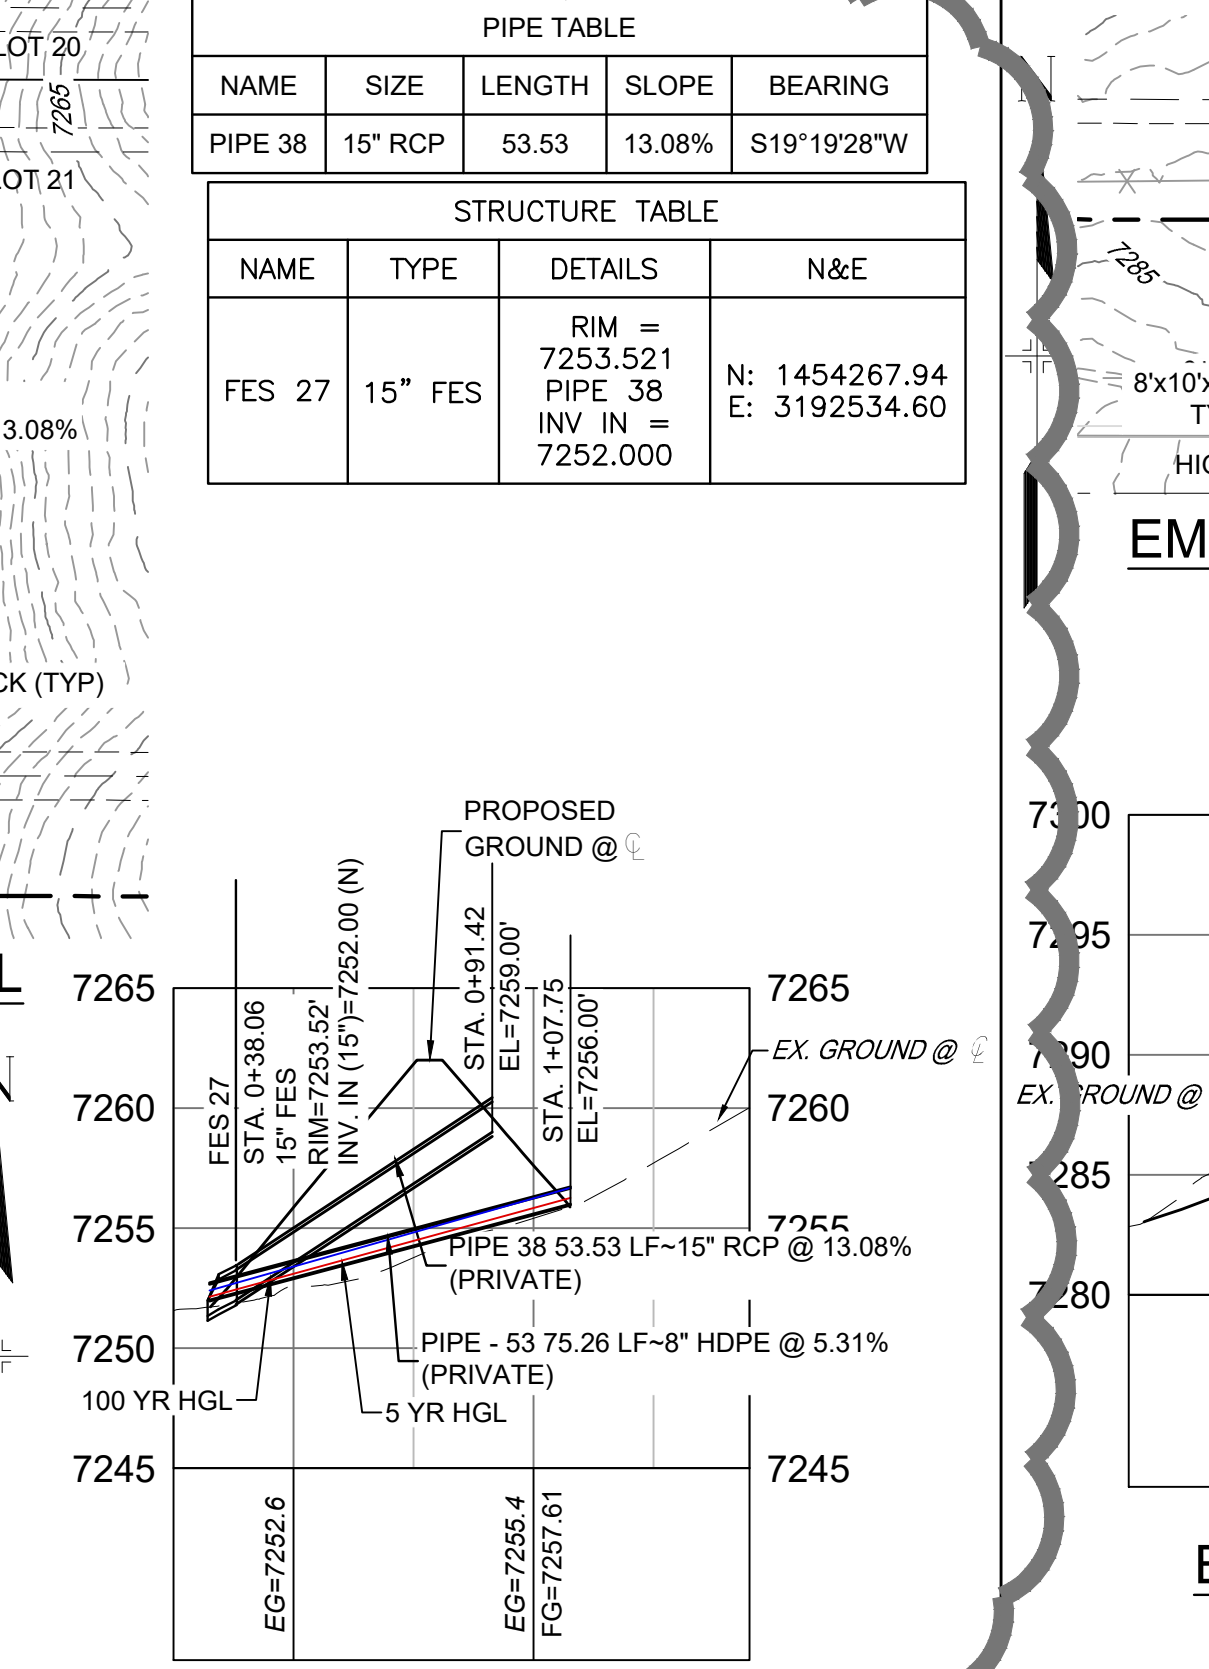 LOT 20
7265
LOT 21
3.08%
CK (TYP)
L
PIPE TABLE
NAME SIZE LENGTH SLOPE BEARING
PIPE 38 15" RCP 53.53 13.08% S19°19'28"W
STRUCTURE TABLE
NAME TYPE DETAILS N&E
FES 27 15" FES
RIM =
7253.521
PIPE 38
INV IN =
7252.000
N: 1454267.94
E: 3192534.60
7285
8'x10'x
TY
HIG
EM
PROPOSED
GROUND @ ℄
FES 27
STA. 0+38.06
15" FES
RIM=7253.52'
INV. IN (15")=7252.00 (N)
STA. 0+91.42
EL=7259.00'
STA. 1+07.75
EL=7256.00'
EX. GROUND @ ℄
7265
7260
7255
7250
7245
7265
7260
7255
7245
PIPE 38 53.53 LF~15" RCP @ 13.08%
(PRIVATE)
PIPE - 53 75.26 LF~8" HDPE @ 5.31%
(PRIVATE)
100 YR HGL
5 YR HGL
EG=7252.6
EG=7255.4
FG=7257.61
7300
7295
7290
EX. GROUND @
7285
7280